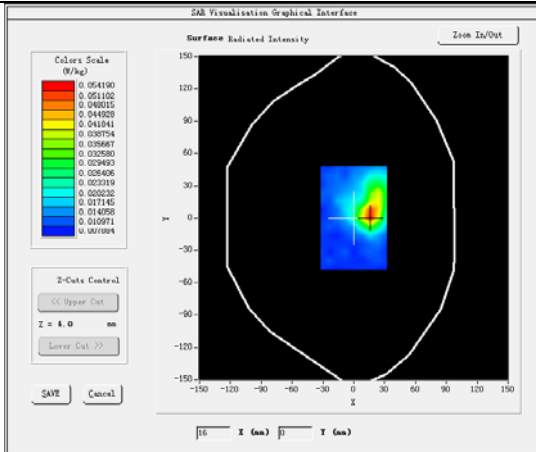 SAR Visualisation Graphical Interface
Surface Radiated Intensity
Zoom In/Out
Colors Scale
(W/kg)
0.054190
0.051102
0.048015
0.044928
0.041841
0.038754
0.035667
0.032580
0.029493
0.026406
0.023319
0.020232
0.017145
0.014058
0.010971
0.007884
Z-Cuts Control
<< Upper Cut
Z = 4.0 mm
Lower Cut >>
SAVE
Cancel
150
120
90
60
30
0
-30
-60
-90
-120
-150
Y
-150 -120 -90 -60 -30 0 30 60 90 120 150
X
16 X (mm) 0 Y (mm)